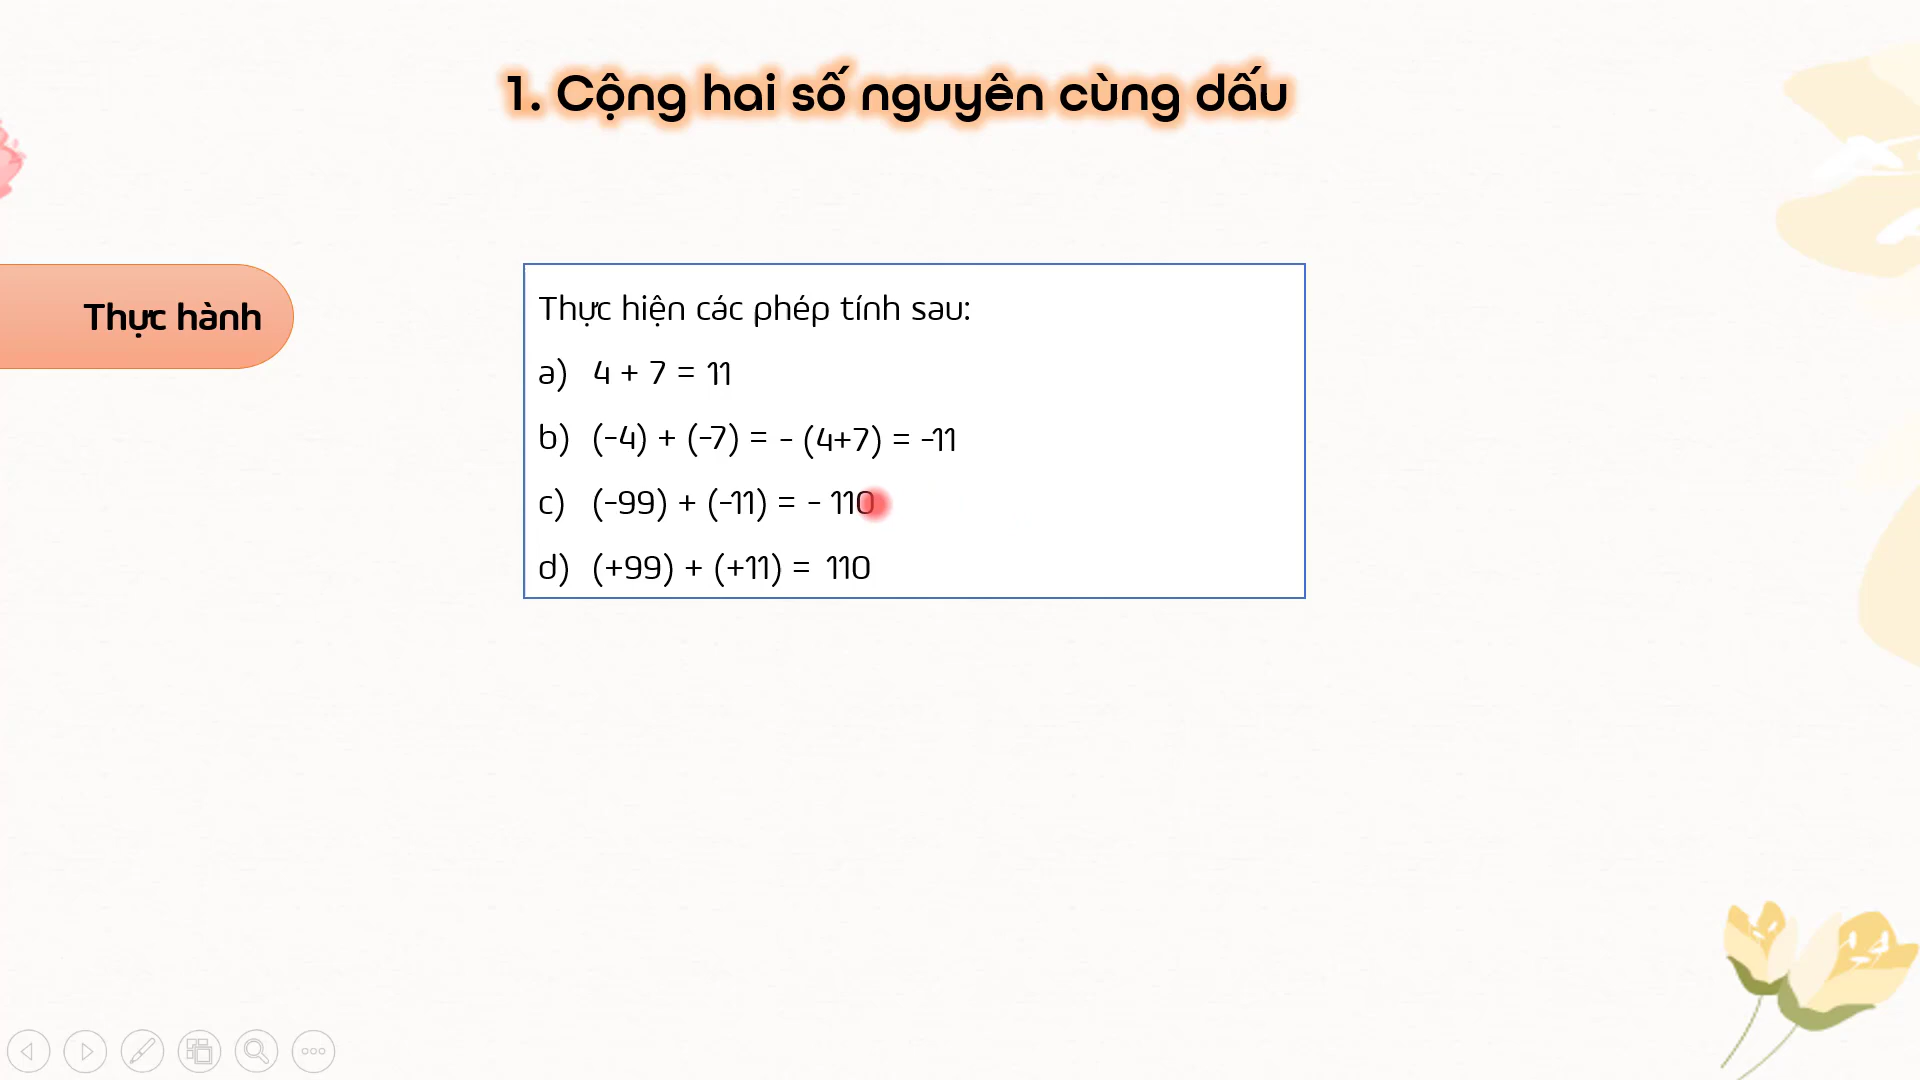 1. Cộng hai số nguyên cùng dấu
Thực hành
Thực hiện các phép tính sau:
a) 4 + 7 = 11
b) (-4) + (-7) = - (4+7) = -11
c) (-99) + (-11) = - 110
d) (+99) + (+11) = 110